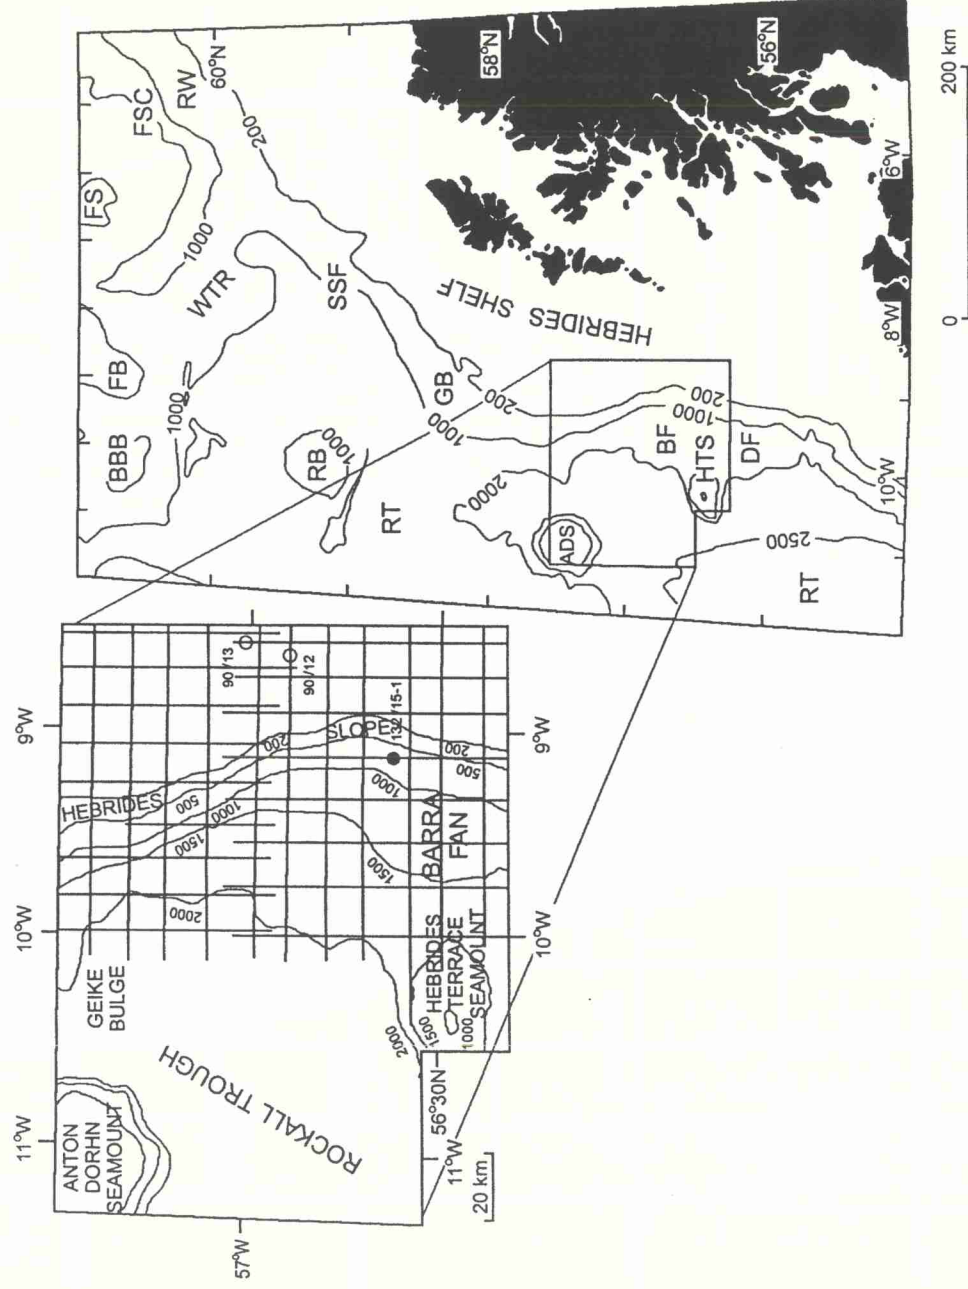 FSC
RW
60°N
200
FS
1000
WTR
SSF
FB
BBB
1000
RB
1000
GB
200
1000
RT
2000
ADS
HEBRIDES SHELF
58°N
56°N
6°W
8°W
10°W
200
1000
BF
HTS
DF
2500
RT
0
200 km
9°W
10°W
11°W
90/13
90/12
132/15-1
HEBRIDES
SLOPE
200
500
1000
1500
2000
200
500
1000
1500
BARRA
FAN
HEBRIDES
TERRACE
SEAMOUNT
2000
1500
1000
GEIKE
BULGE
ANTON
DORHN
SEAMOUNT
ROCKALL TROUGH
9°W
10°W
11°W
56°30N
57°W
20 km